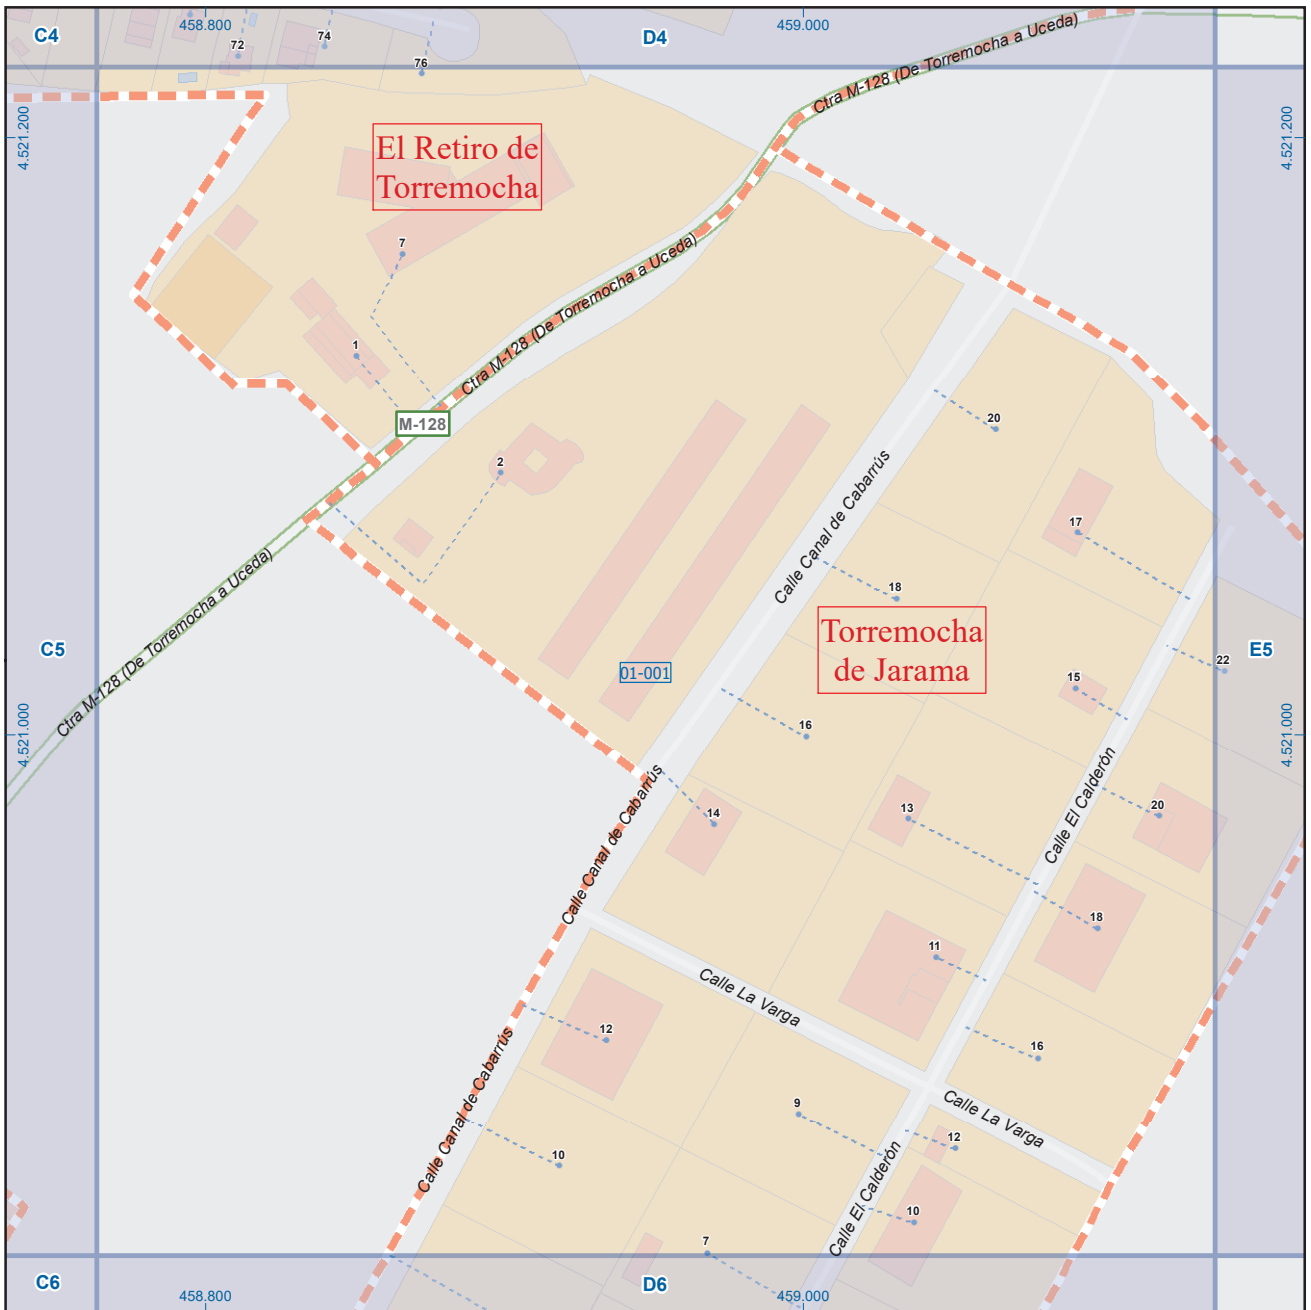 C4
458.800
D4
459.000
72
74
76
Ctra M-128 (De Torremocha a Uceda)
4.521.200
4.521.200
El Retiro de
Torremocha
7
Ctra M-128 (De Torremocha a Uceda)
1
M-128
20
2
Calle Canal de Cabarrús
17
18
Ctra M-128 (De Torremocha a Uceda)
Torremocha
de Jarama
C5
E5
22
01-001
15
16
4.521.000
4.521.000
Calle Canal de Cabarrús
14
13
Calle El Calderón
20
18
11
Calle La Varga
12
Calle Canal de Cabarrús
16
9
Calle La Varga
12
10
Calle El Calderón
10
7
C6
458.800
D6
459.000